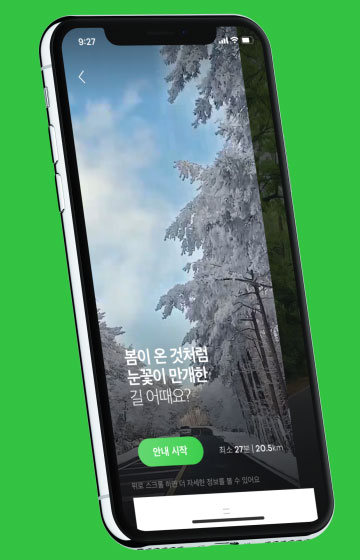 9:27
봄이 온 것처럼
눈꽃이 만개한
길 어때요?
안내 시작
최소 27분 | 20.5km
위로 스크롤 하면 더 자세한 정보를 볼 수 있어요